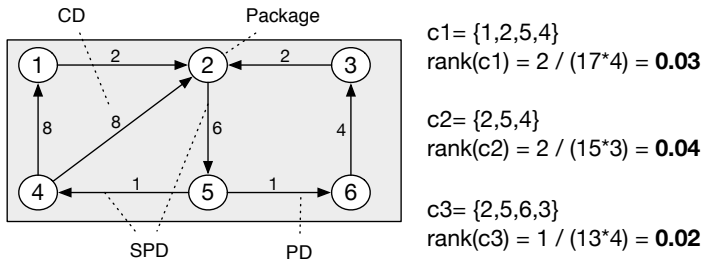 CD
Package
1
2
2
2
3
8
8
6
4
4
1
5
1
6
SPD
PD
c1= {1,2,5,4}
rank(c1) = 2 / (17*4) = 0.03
c2= {2,5,4}
rank(c2) = 2 / (15*3) = 0.04
c3= {2,5,6,3}
rank(c3) = 1 / (13*4) = 0.02